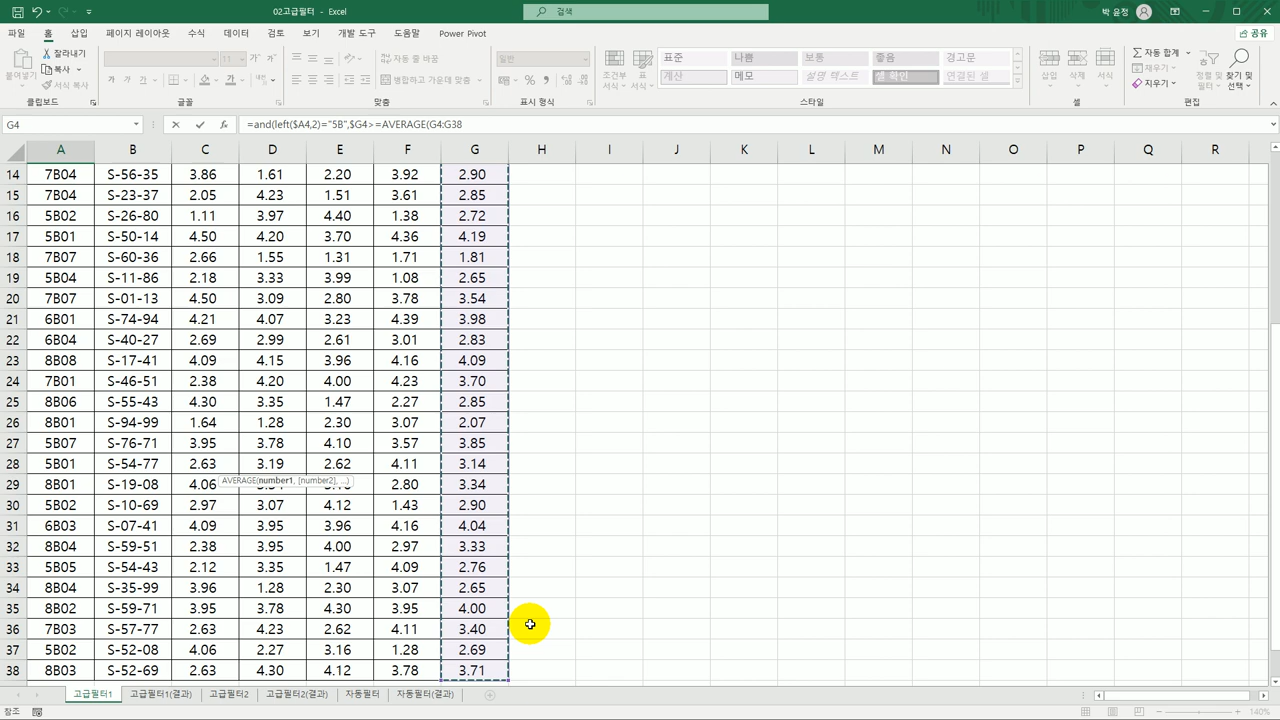 02고급필터 - Excel
검색
박 윤정
파일 홈 삽입 페이지 레이아웃 수식 데이터 검토 보기 개발 도구 도움말 Power Pivot
공유
붙여넣기
잘라내기
복사
서식 복사
클립보드
11
가 가 가
글꼴
자동 줄 바꿈
병합하고 가운데 맞춤
맞춤
일반
표시 형식
조건부 서식
표 서식
표준 나쁨 보통 좋음 경고문
계산 메모 설명 텍스트 셀 확인 연결된 셀
스타일
삽입 삭제 서식
셀
자동 합계
채우기
지우기
정렬 및 필터
찾기 및 선택
편집
G4
=and(left($A4,2)="5B",$G4>=AVERAGE(G4:G38
A B C D E F G H I J K L M N O P Q R
14 7B04 S-56-35 3.86 1.61 2.20 3.92 2.90
15 7B04 S-23-37 2.05 4.23 1.51 3.61 2.85
16 5B02 S-26-80 1.11 3.97 4.40 1.38 2.72
17 5B01 S-50-14 4.50 4.20 3.70 4.36 4.19
18 7B07 S-60-36 2.66 1.55 1.31 1.71 1.81
19 5B04 S-11-86 2.18 3.33 3.99 1.08 2.65
20 7B07 S-01-13 4.50 3.09 2.80 3.78 3.54
21 6B01 S-74-94 4.21 4.07 3.23 4.39 3.98
22 6B04 S-40-27 2.69 2.99 2.61 3.01 2.83
23 8B08 S-17-41 4.09 4.15 3.96 4.16 4.09
24 7B01 S-46-51 2.38 4.20 4.00 4.23 3.70
25 8B06 S-55-43 4.30 3.35 1.47 2.27 2.85
26 8B01 S-94-99 1.64 1.28 2.30 3.07 2.07
27 5B07 S-76-71 3.95 3.78 4.10 3.57 3.85
28 5B01 S-54-77 2.63 3.19 2.62 4.11 3.14
AVERAGE(number1, [number2], ...)
29 8B01 S-19-08 4.06 2.80 3.34
30 5B02 S-10-69 2.97 3.07 4.12 1.43 2.90
31 6B03 S-07-41 4.09 3.95 3.96 4.16 4.04
32 8B04 S-59-51 2.38 3.95 4.00 2.97 3.33
33 5B05 S-54-43 2.12 3.35 1.47 4.09 2.76
34 8B04 S-35-99 3.96 1.28 2.30 3.07 2.65
35 8B02 S-59-71 3.95 3.78 4.30 3.95 4.00
36 7B03 S-57-77 2.63 4.23 2.62 4.11 3.40
37 5B02 S-52-08 4.06 2.27 3.16 1.28 2.69
38 8B03 S-52-69 2.63 4.30 4.12 3.78 3.71
고급필터1 고급필터1(결과) 고급필터2 고급필터2(결과) 자동필터 자동필터(결과)
참조
140%